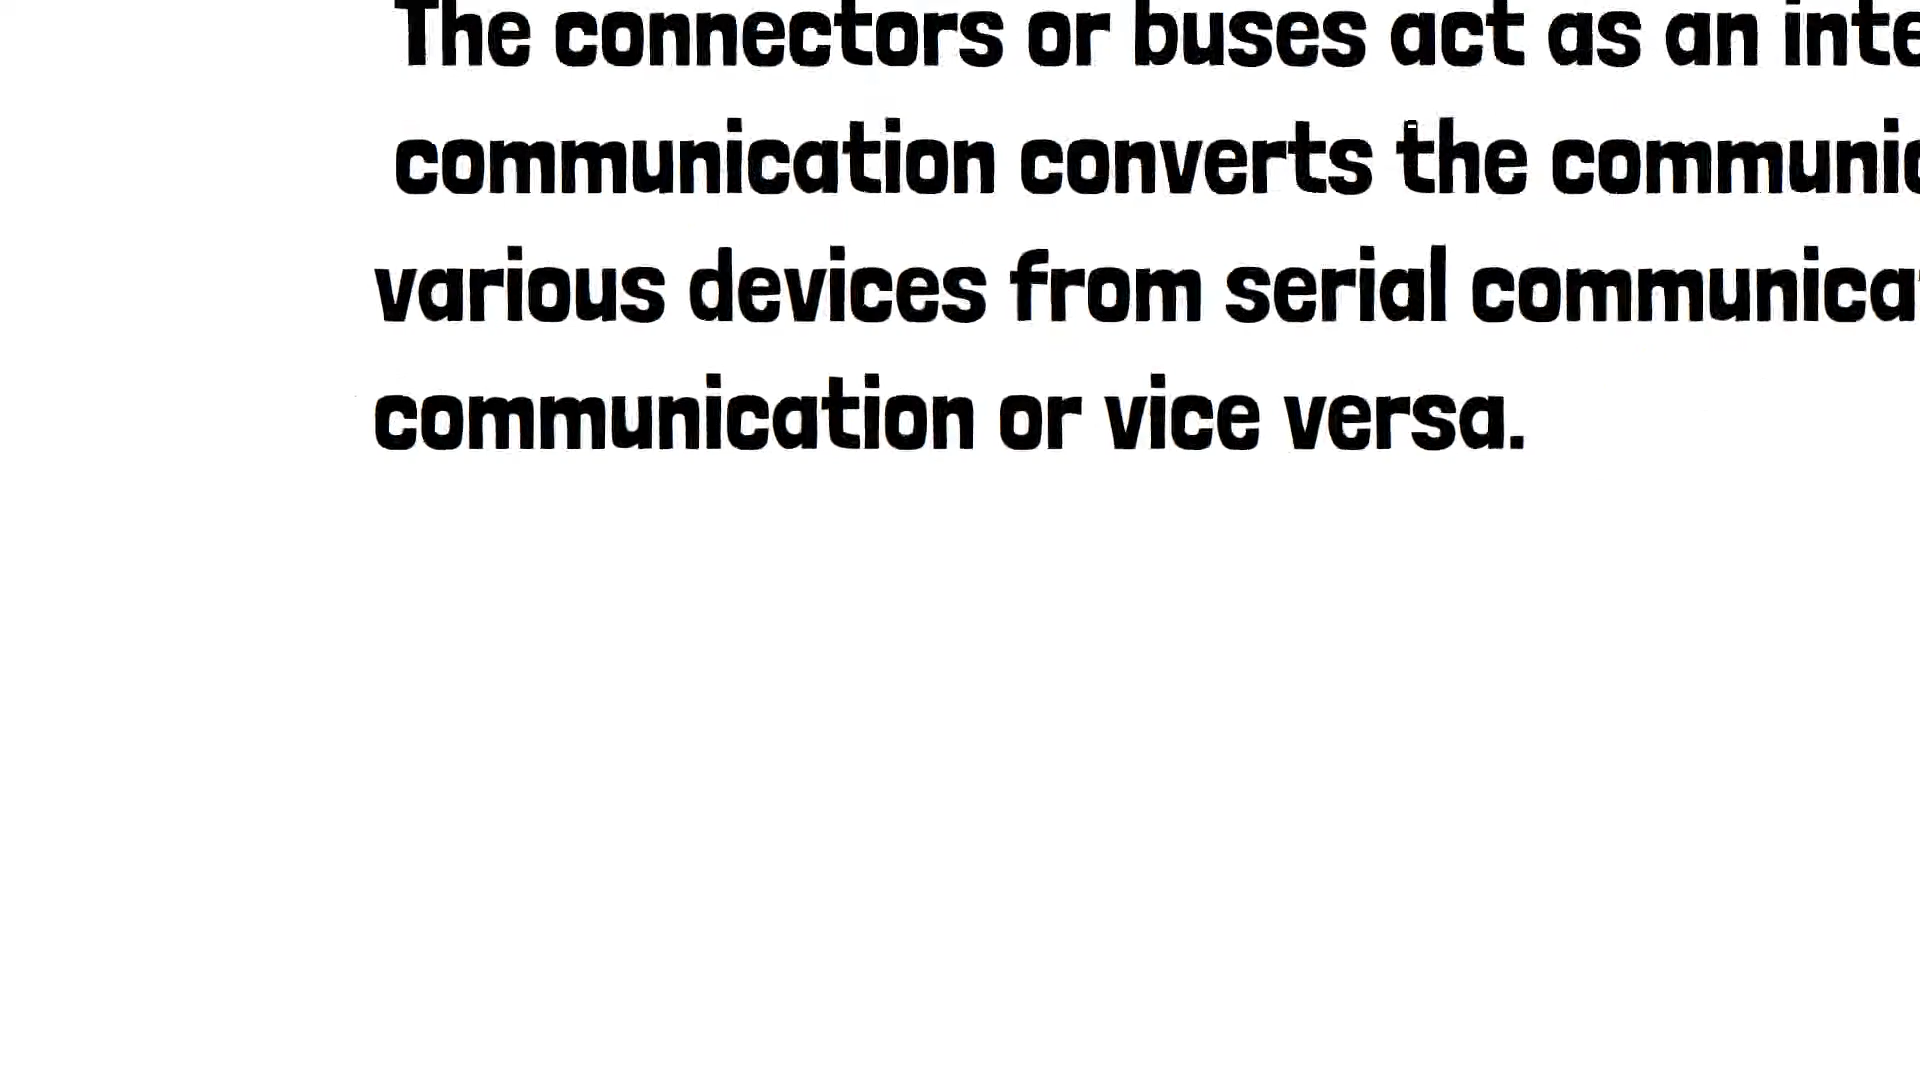 The connectors or buses act as an inte
communication converts the communic
various devices from serial communicat
communication or vice versa.